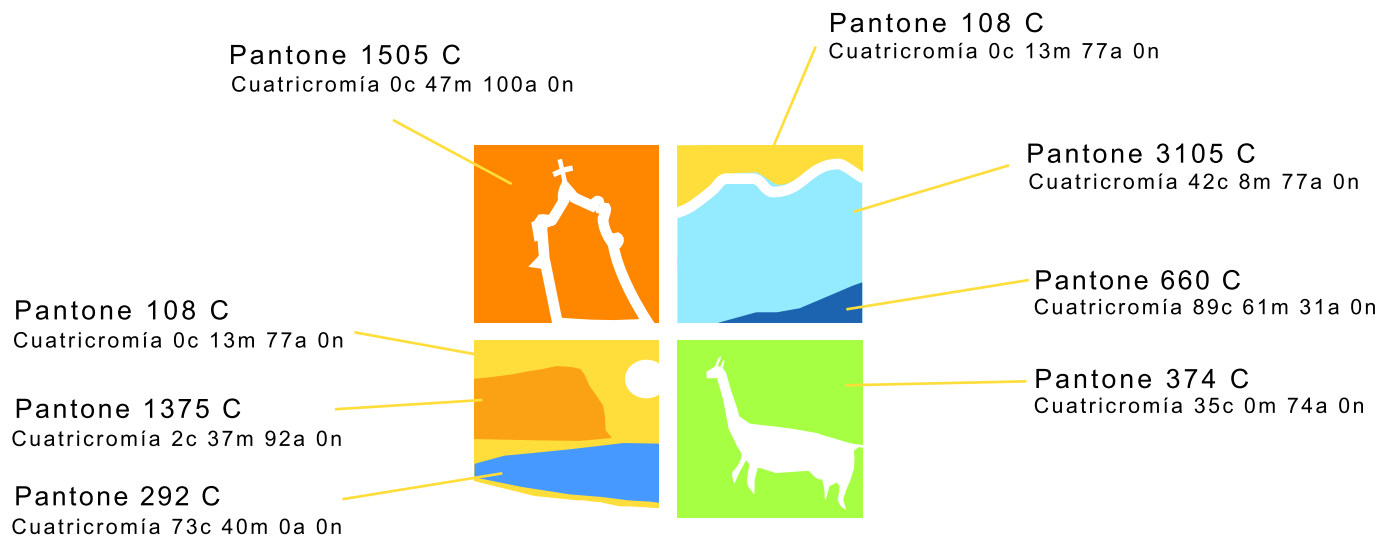 Pantone 1505 C
Cuatricromía 0c 47m 100a 0n
Pantone 108 C
Cuatricromía 0c 13m 77a 0n
Pantone 3105 C
Cuatricromía 42c 8m 77a 0n
Pantone 660 C
Cuatricromía 89c 61m 31a 0n
Pantone 374 C
Cuatricromía 35c 0m 74a 0n
Pantone 108 C
Cuatricromía 0c 13m 77a 0n
Pantone 1375 C
Cuatricromía 2c 37m 92a 0n
Pantone 292 C
Cuatricromía 73c 40m 0a 0n